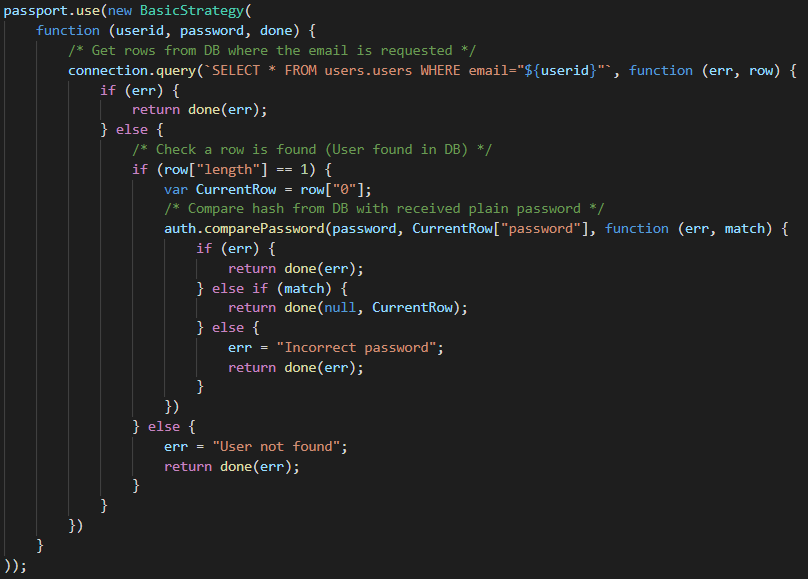 passport.use(new BasicStrategy(
    function (userid, password, done) {
        /* Get rows from DB where the email is requested */
        connection.query(`SELECT * FROM users.users WHERE email="${userid}"`, function (err, row) {
            if (err) {
                return done(err);
            } else {
                /* Check a row is found (User found in DB) */
                if (row["length"] == 1) {
                    var CurrentRow = row["0"];
                    /* Compare hash from DB with received plain password */
                    auth.comparePassword(password, CurrentRow["password"], function (err, match) {
                        if (err) {
                            return done(err);
                        } else if (match) {
                            return done(null, CurrentRow);
                        } else {
                            err = "Incorrect password";
                            return done(err);
                        }
                    })
                } else {
                    err = "User not found";
                    return done(err);
                }
            }
        })
    }
));